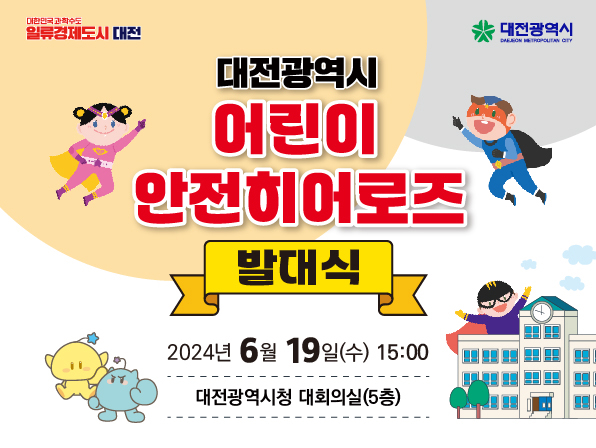 대한민국 과학수도
일류경제도시 대전
대전광역시
DAEJEON METROPOLITAN CITY
대전광역시
어린이
안전히어로즈
발대식
2024년 6월 19일(수) 15:00
대전광역시청 대회의실(5층)